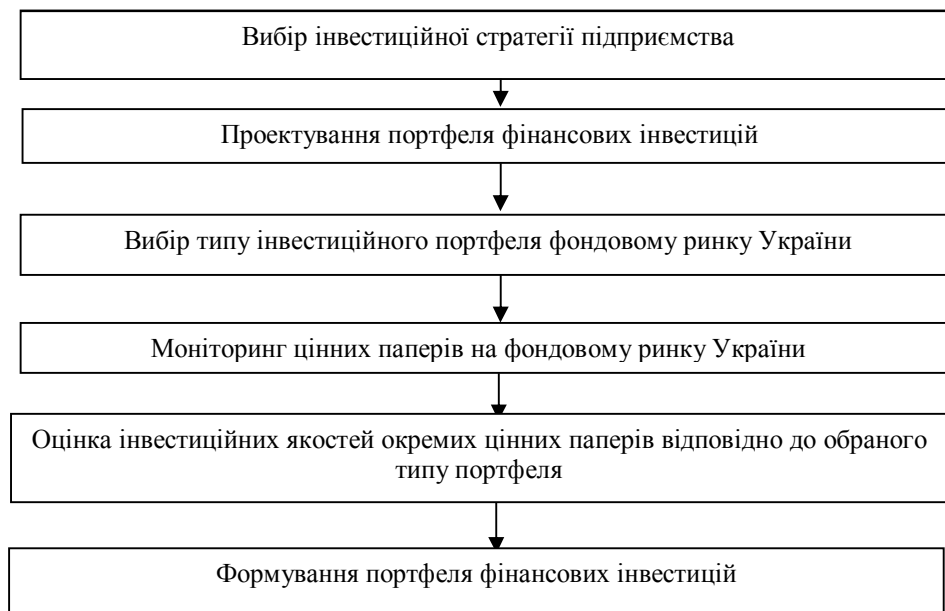 Вибір інвестиційної стратегії підприємства
Проектування портфеля фінансових інвестицій
Вибір типу інвестиційного портфеля фондовому ринку України
Моніторинг цінних паперів на фондовому ринку України
Оцінка інвестиційних якостей окремих цінних паперів відповідно до обраного
типу портфеля
Формування портфеля фінансових інвестицій